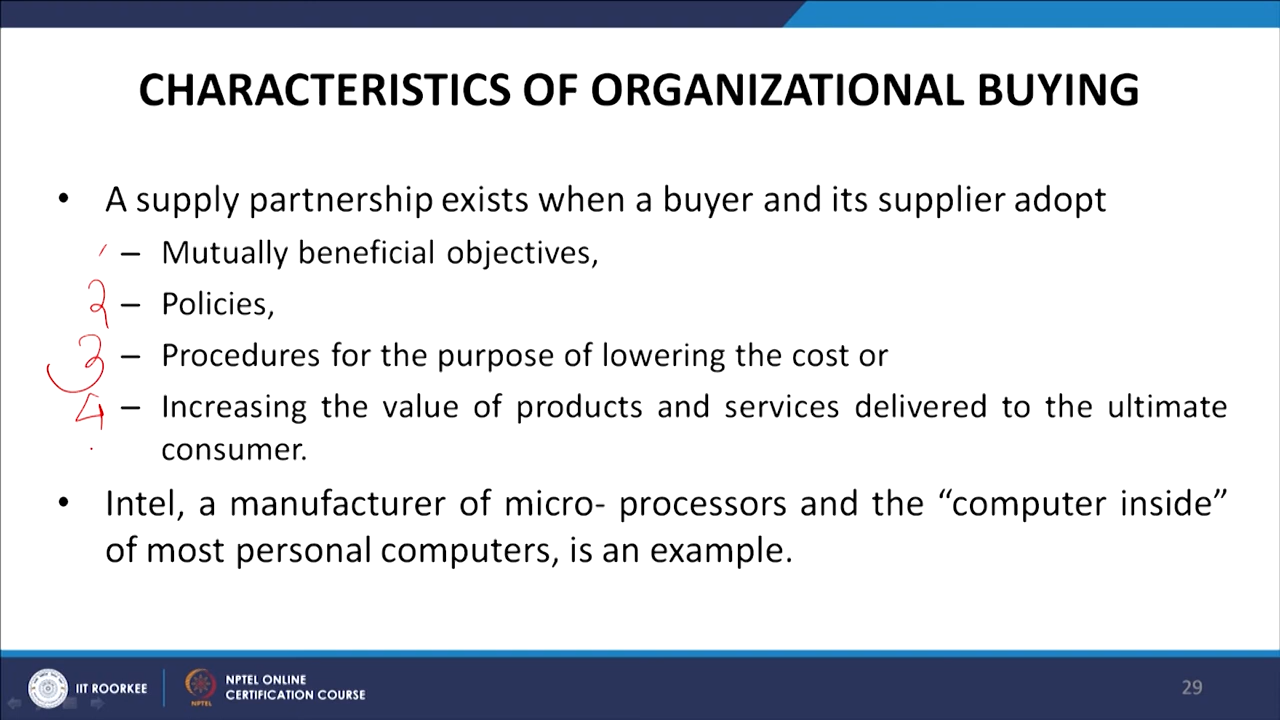 CHARACTERISTICS OF ORGANIZATIONAL BUYING
• A supply partnership exists when a buyer and its supplier adopt
1 – Mutually beneficial objectives,
2 – Policies,
3 – Procedures for the purpose of lowering the cost or
4 – Increasing the value of products and services delivered to the ultimate
consumer.
• Intel, a manufacturer of micro- processors and the “computer inside”
of most personal computers, is an example.
IIT ROORKEE
NPTEL
NPTEL ONLINE
CERTIFICATION COURSE
29